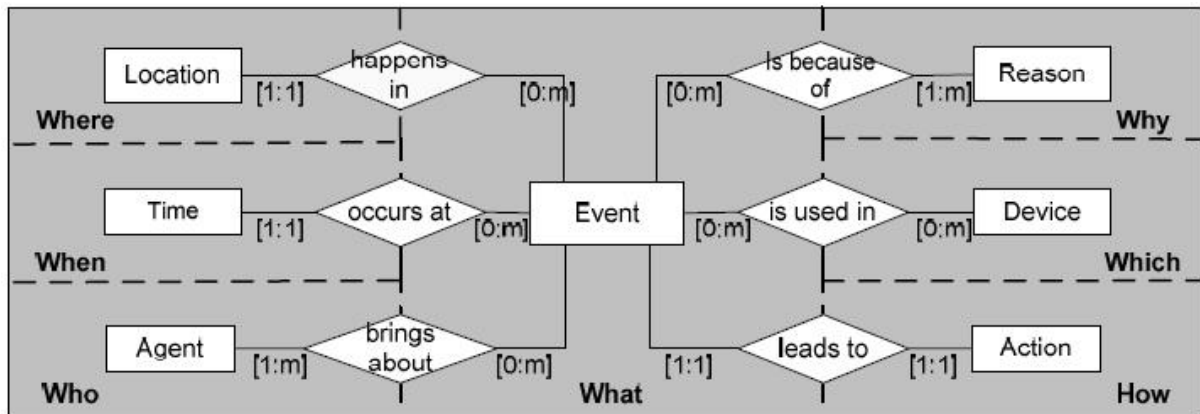 happens
Is because
Location
in
of
Reason
[1:1]
[0:m]
[0:m]
[1:m]
Where
Why
Time
occurs at
Event
is used in
Device
[1:1]
[0:m]
[0:m]
[0:m]
When
Which
Agent
brings
about
leads to
Action
[1:m]
[0:m]
[1:1]
[1:1]
Who
What
How